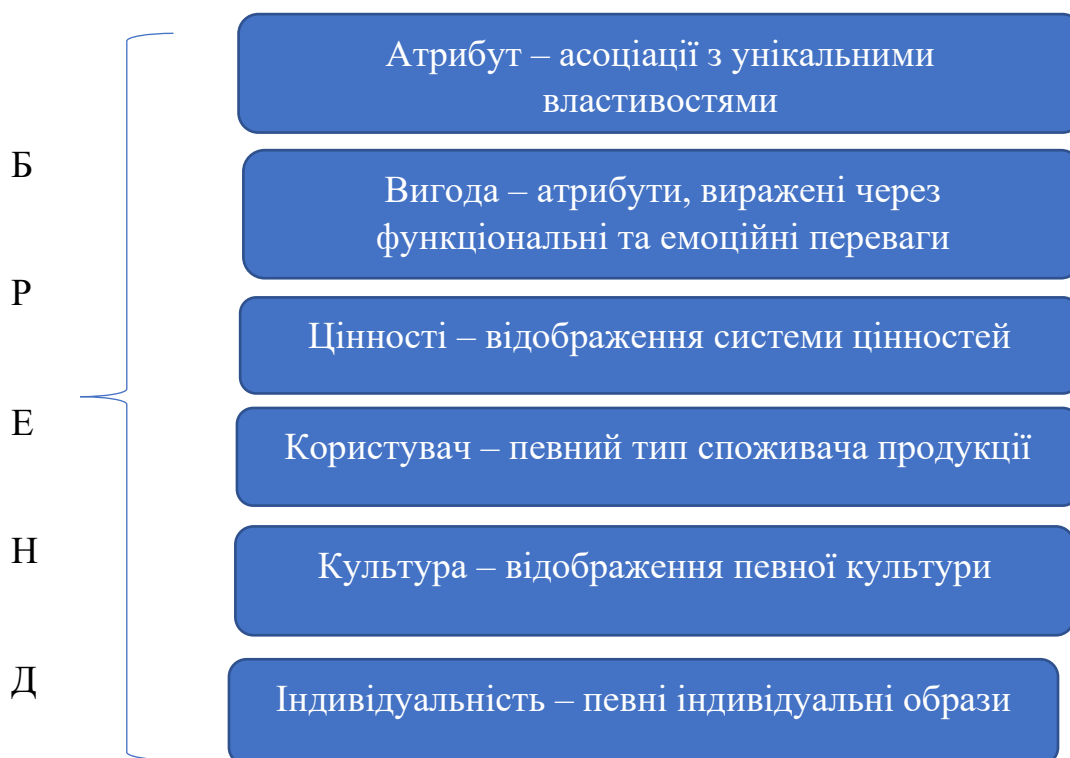 Б
Р
Е
Н
Д
Атрибут – асоціації з унікальними
властивостями
Вигода – атрибути, виражені через
функціональні та емоційні переваги
Цінності – відображення системи цінностей
Користувач – певний тип споживача продукції
Культура – відображення певної культури
Індивідуальність – певні індивідуальні образи